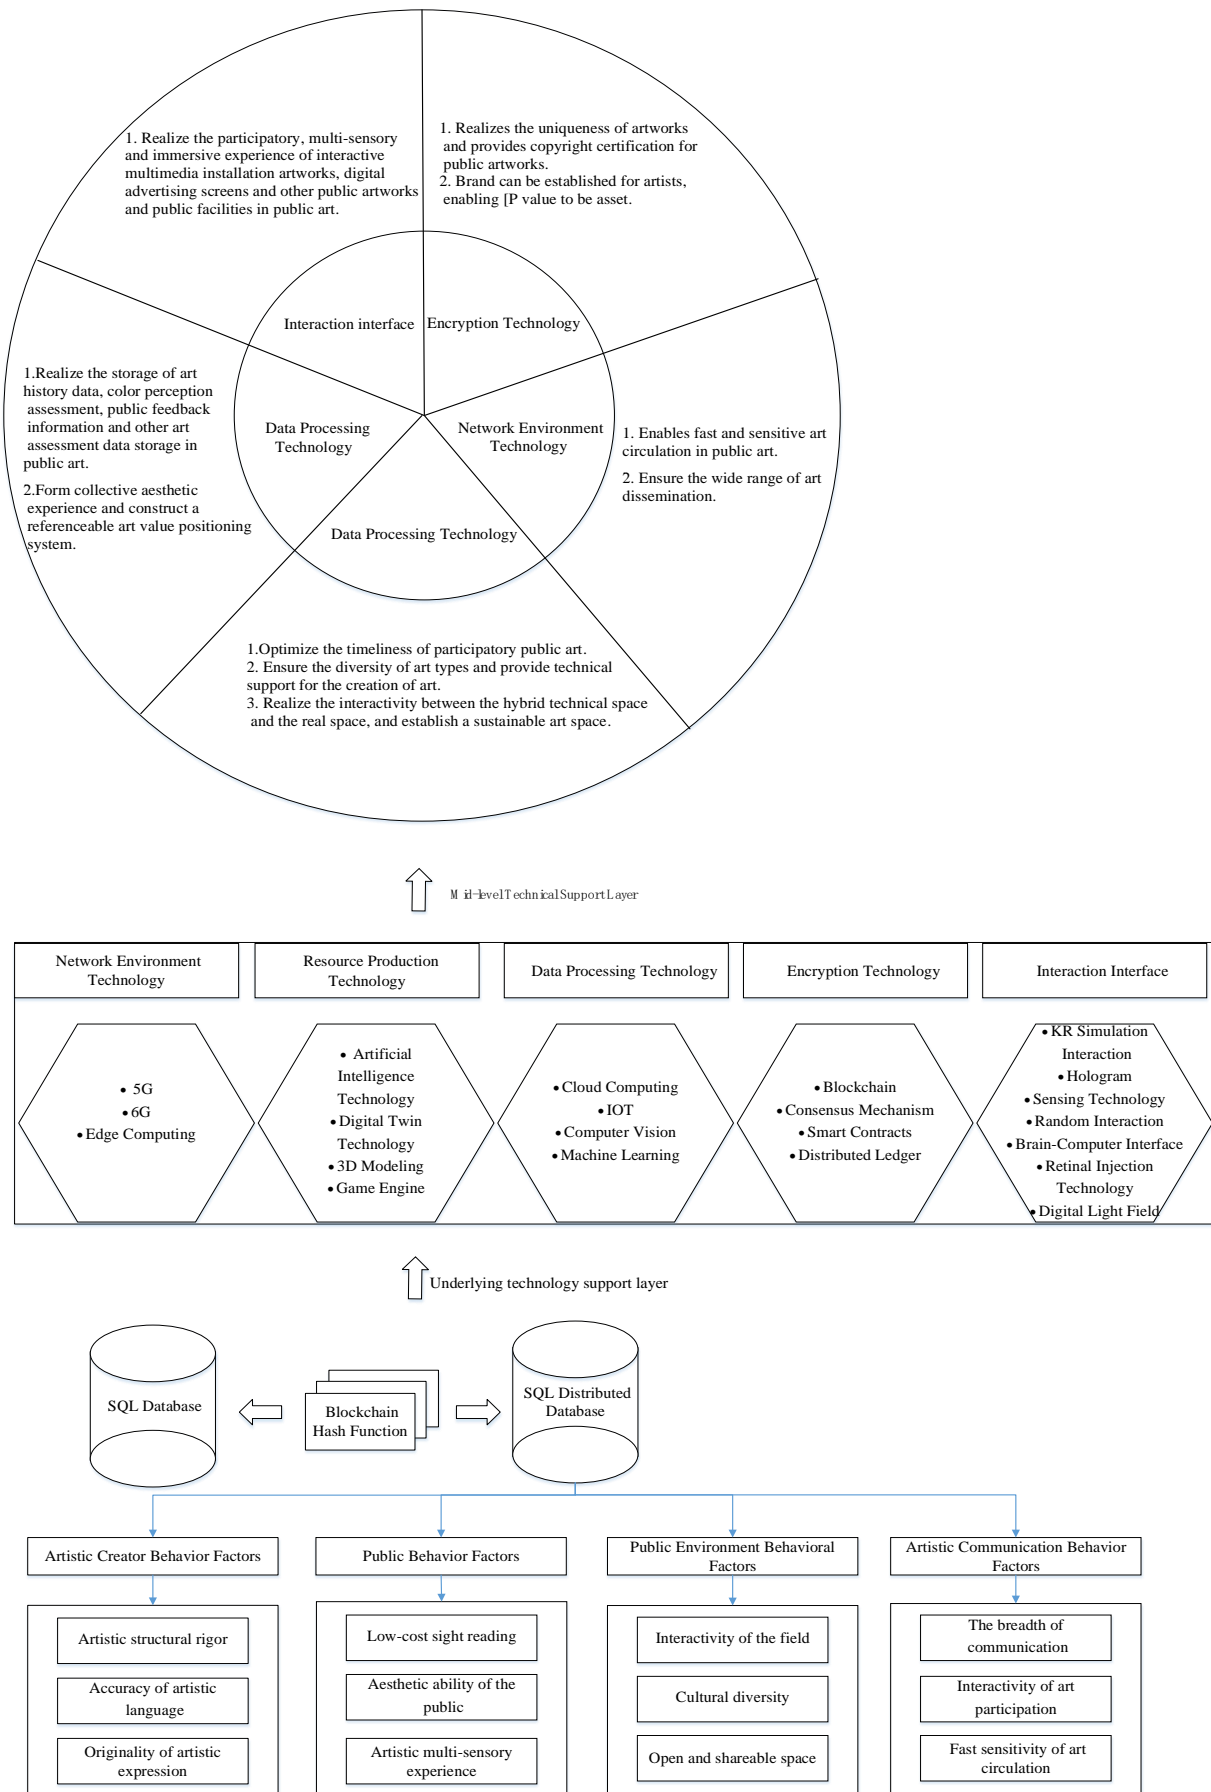 1. Realize the participatory, multi-sensory
and immersive experience of interactive
multimedia installation artworks, digital
advertising screens and other public artworks
and public facilities in public art.
1. Realizes the uniqueness of artworks
and provides copyright certification for
public artworks.
2. Brand can be established for artists,
enabling [P value to be asset.
Interaction interface
Encryption Technology
1.Realize the storage of art
history data, color perception
assessment, public feedback
information and other art
assessment data storage in
public art.
2.Form collective aesthetic
experience and construct a
referenceable art value positioning
system.
Data Processing
Technology
Network Environment
Technology
1. Enables fast and sensitive art
circulation in public art.
2. Ensure the wide range of art
dissemination.
Data Processing Technology
1.Optimize the timeliness of participatory public art.
2. Ensure the diversity of art types and provide technical
support for the creation of art.
3. Realize the interactivity between the hybrid technical space
and the real space, and establish a sustainable art space.
Mid-levelTechnicalSupportLayer
Network Environment
Technology
Resource Production
Technology
Data Processing Technology
Encryption Technology
Interaction Interface
• 5G
• 6G
• Edge Computing
• Artificial
Intelligence
Technology
• Digital Twin
Technology
• 3D Modeling
• Game Engine
• Cloud Computing
• IOT
• Computer Vision
• Machine Learning
• Blockchain
• Consensus Mechanism
• Smart Contracts
• Distributed Ledger
• KR Simulation
Interaction
• Hologram
• Sensing Technology
• Random Interaction
• Brain-Computer Interface
• Retinal Injection
Technology
• Digital Light Field
Underlying technology support layer
SQL Database
Blockchain
Hash Function
SQL Distributed
Database
Artistic Creator Behavior Factors
Public Behavior Factors
Public Environment Behavioral
Factors
Artistic Communication Behavior
Factors
Artistic structural rigor
Accuracy of artistic
language
Originality of artistic
expression
Low-cost sight reading
Aesthetic ability of the
public
Artistic multi-sensory
experience
Interactivity of the field
Cultural diversity
Open and shareable space
The breadth of
communication
Interactivity of art
participation
Fast sensitivity of art
circulation